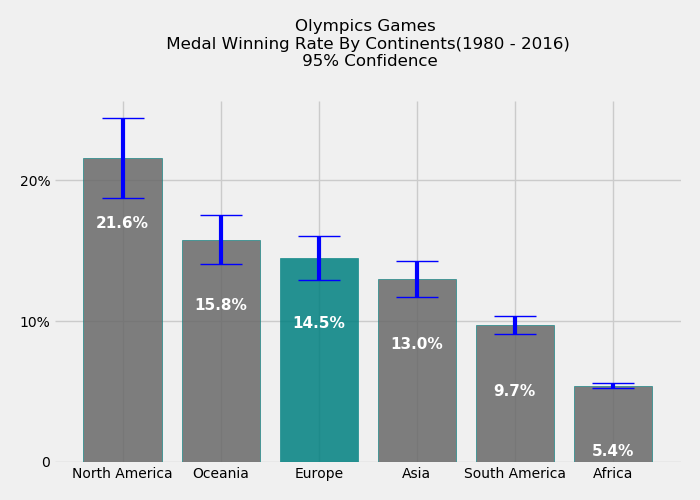 Olympics Games
Medal Winning Rate By Continents(1980 - 2016)
95% Confidence
20%
10%
0
21.6%
15.8%
14.5%
13.0%
9.7%
5.4%
North America
Oceania
Europe
Asia
South America
Africa